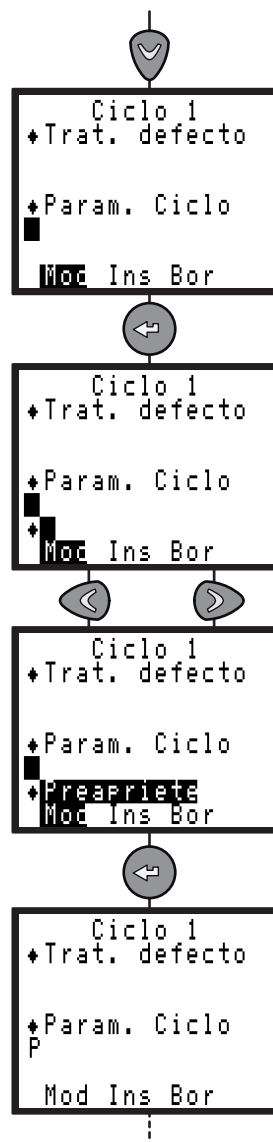 Ciclo 1
♦Trat. defecto
♦Param. Ciclo
Mod Ins Bor
Ciclo 1
♦Trat. defecto
♦Param. Ciclo
♦
Mod Ins Bor
Ciclo 1
♦Trat. defecto
♦Param. Ciclo
♦Preapriete
Mod Ins Bor
Ciclo 1
♦Trat. defecto
♦Param. Ciclo
P
Mod Ins Bor